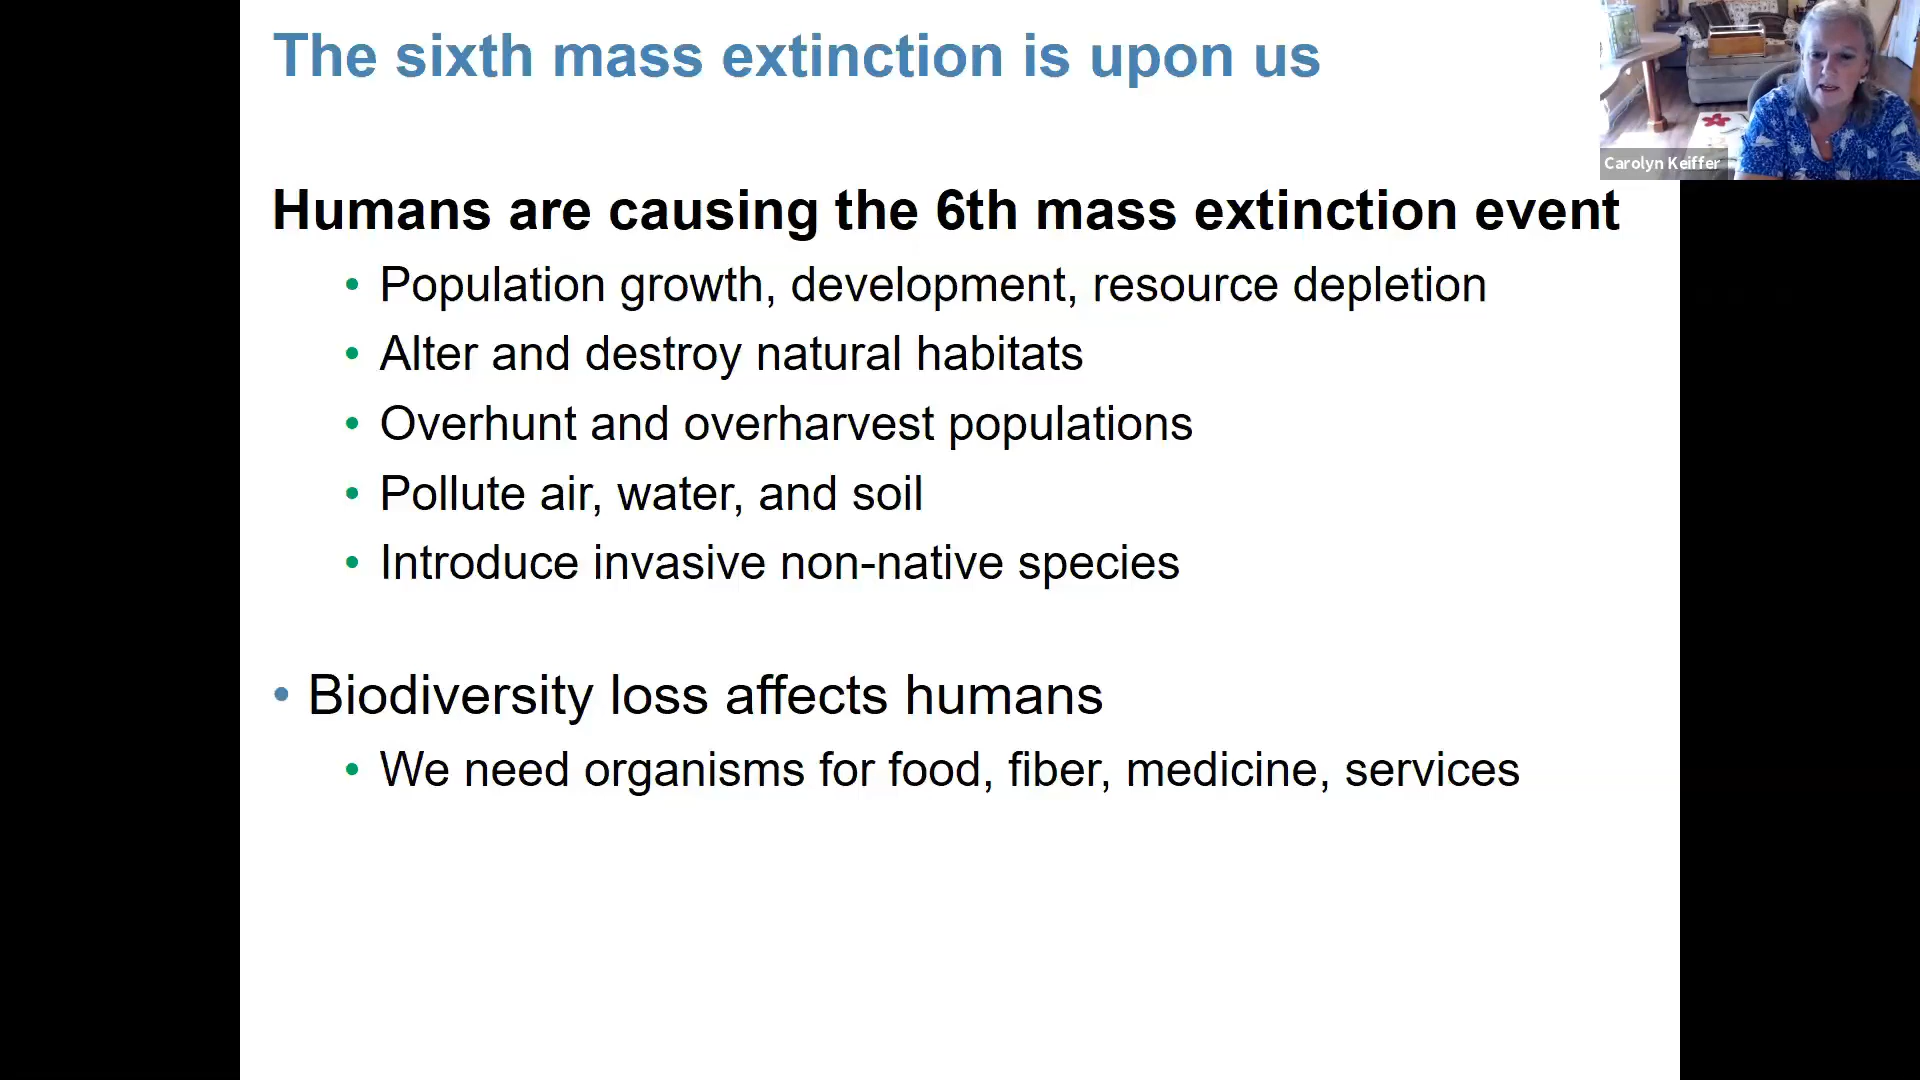 The sixth mass extinction is upon us
Carolyn Keiffer
Humans are causing the 6th mass extinction event
• Population growth, development, resource depletion
• Alter and destroy natural habitats
• Overhunt and overharvest populations
• Pollute air, water, and soil
• Introduce invasive non-native species
• Biodiversity loss affects humans
• We need organisms for food, fiber, medicine, services